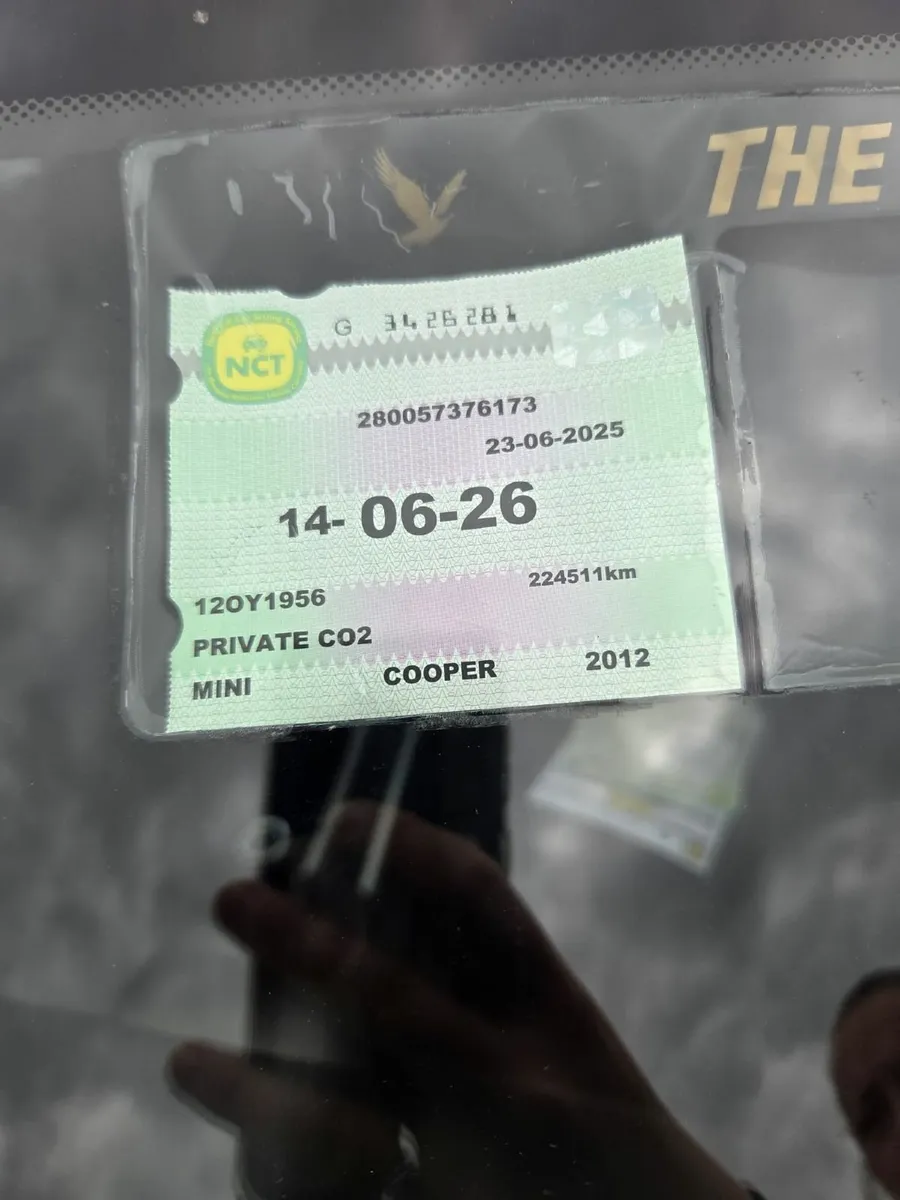 THE
G 3426281
NCT
280057376173
23-06-2025
14- 06-26
224511km
12OY1956
PRIVATE CO2
MINI COOPER 2012